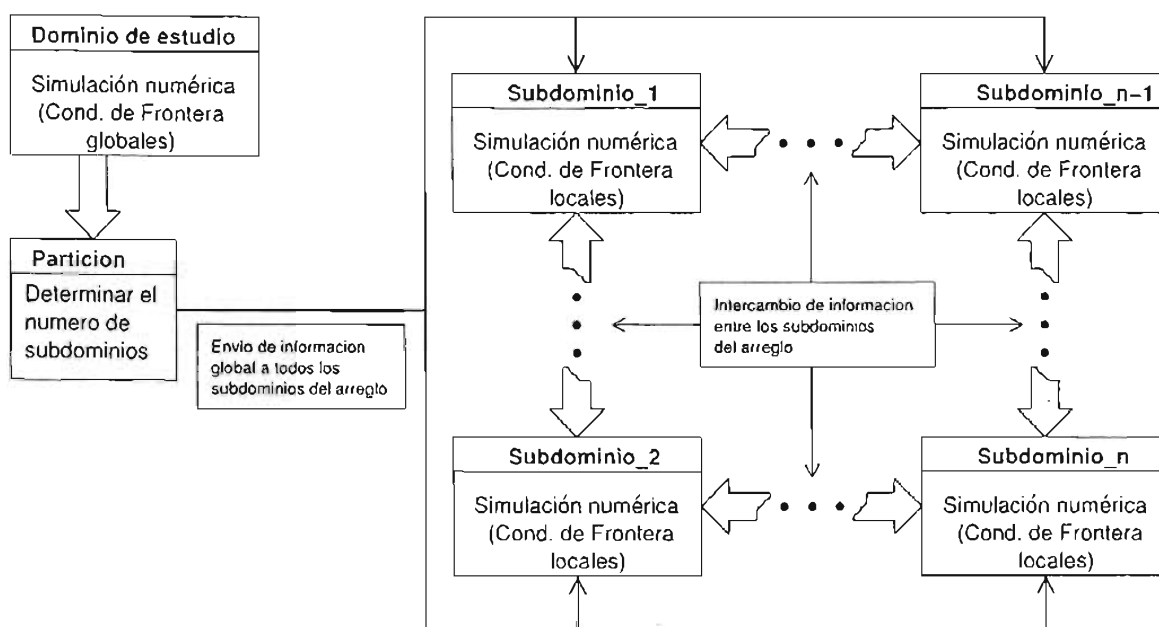 Dominio de estudio
Simulación numérica
(Cond. de Frontera
globales)
Particion
Determinar el
numero de
subdominios
Envio de informacion
global a todos los
subdominios del arreglo
Subdominio_1
Simulación numérica
(Cond. de Frontera
locales)
Subdominio_n-1
Simulación numérica
(Cond. de Frontera
locales)
Intercambio de informacion
entre los subdominios
del arreglo
Subdominio_2
Simulación numérica
(Cond. de Frontera
locales)
Subdominio_n
Simulación numérica
(Cond. de Frontera
locales)